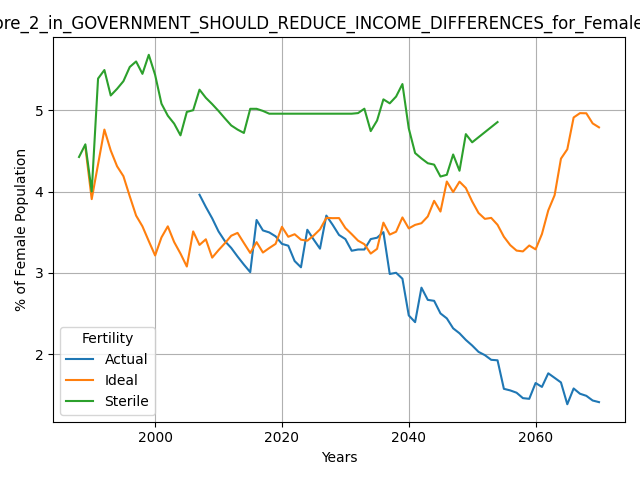 ore_2_in_GOVERNMENT_SHOULD_REDUCE_INCOME_DIFFERENCES_for_Female
% of Female Population
5
4
3
2
Fertility
Actual
Ideal
Sterile
2000 2020 2040 2060
Years